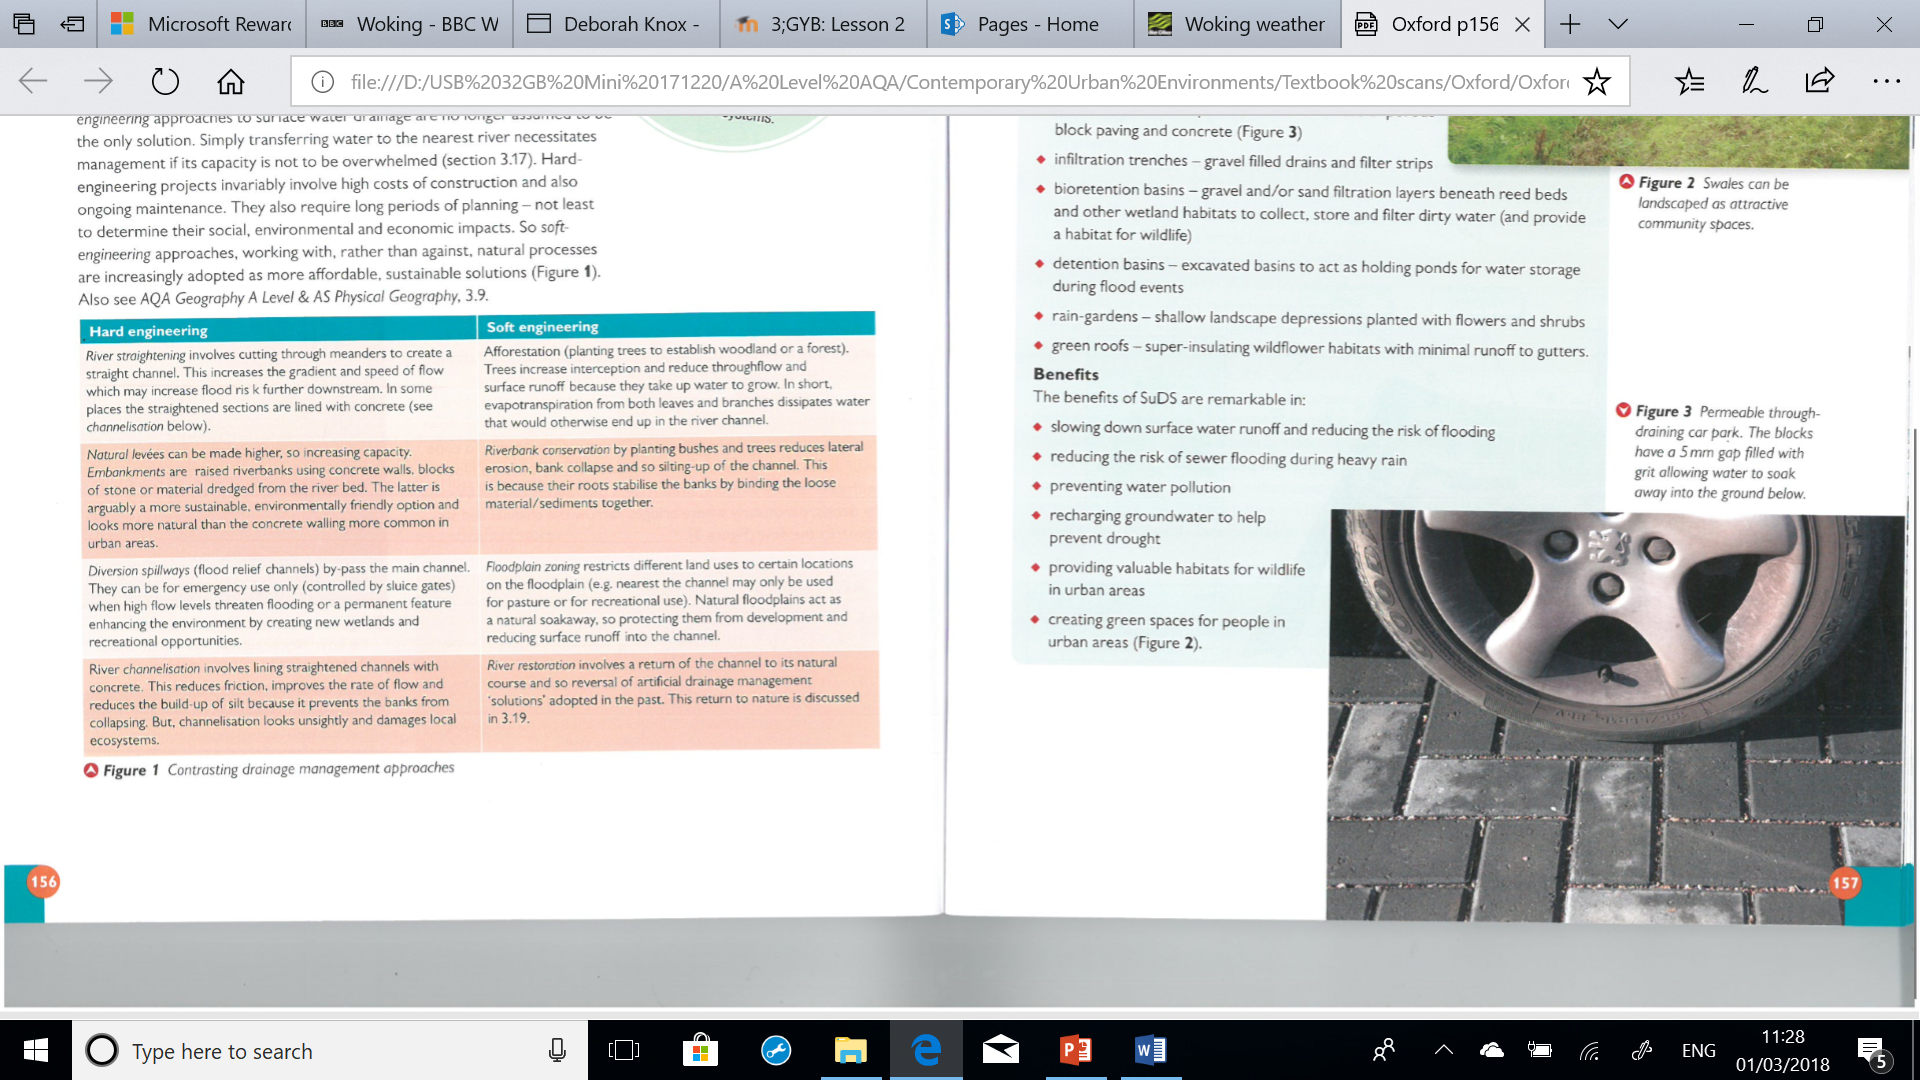 Microsoft Rewar
BBC
Woking - BBC W
Deborah Knox -
3;GYB: Lesson 2
Pages - Home
Woking weather
PDF
Oxford p156
file:///D:/USB%2032GB%20Mini%20171220/A%20Level%20AQA/Contemporary%20Urban%20Environments/Textbook%20scans/Oxford/Oxfor
engineering approaches to surface water drainage are no longer assumed to be
the only solution. Simply transferring water to the nearest river necessitates
management if its capacity is not to be overwhelmed (section 3.17). Hard-
engineering projects invariably involve high costs of construction and also
ongoing maintenance. They also require long periods of planning – not least
to determine their social, environmental and economic impacts. So soft-
engineering approaches, working with, rather than against, natural processes
are increasingly adopted as more affordable, sustainable solutions (Figure 1).
Also see AQA Geography A Level & AS Physical Geography, 3.9.
systems.
Hard engineering
River straightening involves cutting through meanders to create a
straight channel. This increases the gradient and speed of flow
which may increase flood ris k further downstream. In some
places the straightened sections are lined with concrete (see
channelisation below).
Soft engineering
Afforestation (planting trees to establish woodland or a forest).
Trees increase interception and reduce throughflow and
surface runoff because they take up water to grow. In short,
evapotranspiration from both leaves and branches dissipates water
that would otherwise end up in the river channel.
Natural levées can be made higher, so increasing capacity.
Embankments are raised riverbanks using concrete walls, blocks
of stone or material dredged from the river bed. The latter is
arguably a more sustainable, environmentally friendly option and
looks more natural than the concrete walling more common in
urban areas.
Riverbank conservation by planting bushes and trees reduces lateral
erosion, bank collapse and so silting-up of the channel. This
is because their roots stabilise the banks by binding the loose
material/sediments together.
Diversion spillways (flood relief channels) by-pass the main channel.
They can be for emergency use only (controlled by sluice gates)
when high flow levels threaten flooding or a permanent feature
enhancing the environment by creating new wetlands and
recreational opportunities.
Floodplain zoning restricts different land uses to certain locations
on the floodplain (e.g. nearest the channel may only be used
for pasture or for recreational use). Natural floodplains act as
a natural soakaway, so protecting them from development and
reducing surface runoff into the channel.
River channelisation involves lining straightened channels with
concrete. This reduces friction, improves the rate of flow and
reduces the build-up of silt because it prevents the banks from
collapsing. But, channelisation looks unsightly and damages local
ecosystems.
River restoration involves a return of the channel to its natural
course and so reversal of artificial drainage management
'solutions' adopted in the past. This return to nature is discussed
in 3.19.
Figure 1 Contrasting drainage management approaches
156
block paving and concrete (Figure 3)
infiltration trenches – gravel filled drains and filter strips
bioretention basins – gravel and/or sand filtration layers beneath reed beds
and other wetland habitats to collect, store and filter dirty water (and provide
a habitat for wildlife)
detention basins – excavated basins to act as holding ponds for water storage
during flood events
rain-gardens – shallow landscape depressions planted with flowers and shrubs
green roofs – super-insulating wildflower habitats with minimal runoff to gutters.
Benefits
The benefits of SuDS are remarkable in:
slowing down surface water runoff and reducing the risk of flooding
reducing the risk of sewer flooding during heavy rain
preventing water pollution
recharging groundwater to help
prevent drought
providing valuable habitats for wildlife
in urban areas
creating green spaces for people in
urban areas (Figure 2).
Figure 2 Swales can be
landscaped as attractive
community spaces.
Figure 3 Permeable through-
draining car park. The blocks
have a 5 mm gap filled with
grit allowing water to soak
away into the ground below.
157
Type here to search
ENG
11:28
01/03/2018
5